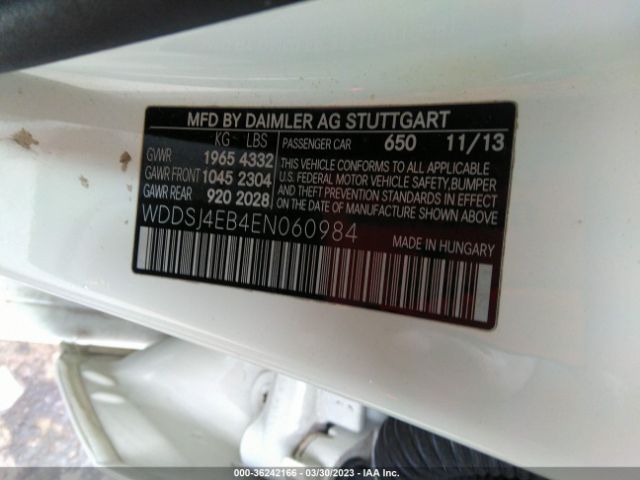 MFD BY DAIMLER AG STUTTGART
KG LBS
GVWR 1965 4332
GAWR FRONT 1045 2304
GAWR REAR 920 2028
PASSENGER CAR 650 11/13
THIS VEHICLE CONFORMS TO ALL APPLICABLE
U.S. FEDERAL MOTOR VEHICLE SAFETY, BUMPER
AND THEFT PREVENTION STANDARDS IN EFFECT
ON THE DATE OF MANUFACTURE SHOWN ABOVE.
WDDSJ4EB4EN060984
MADE IN HUNGARY
000-36242166 — 03/30/2023 — IAA Inc.